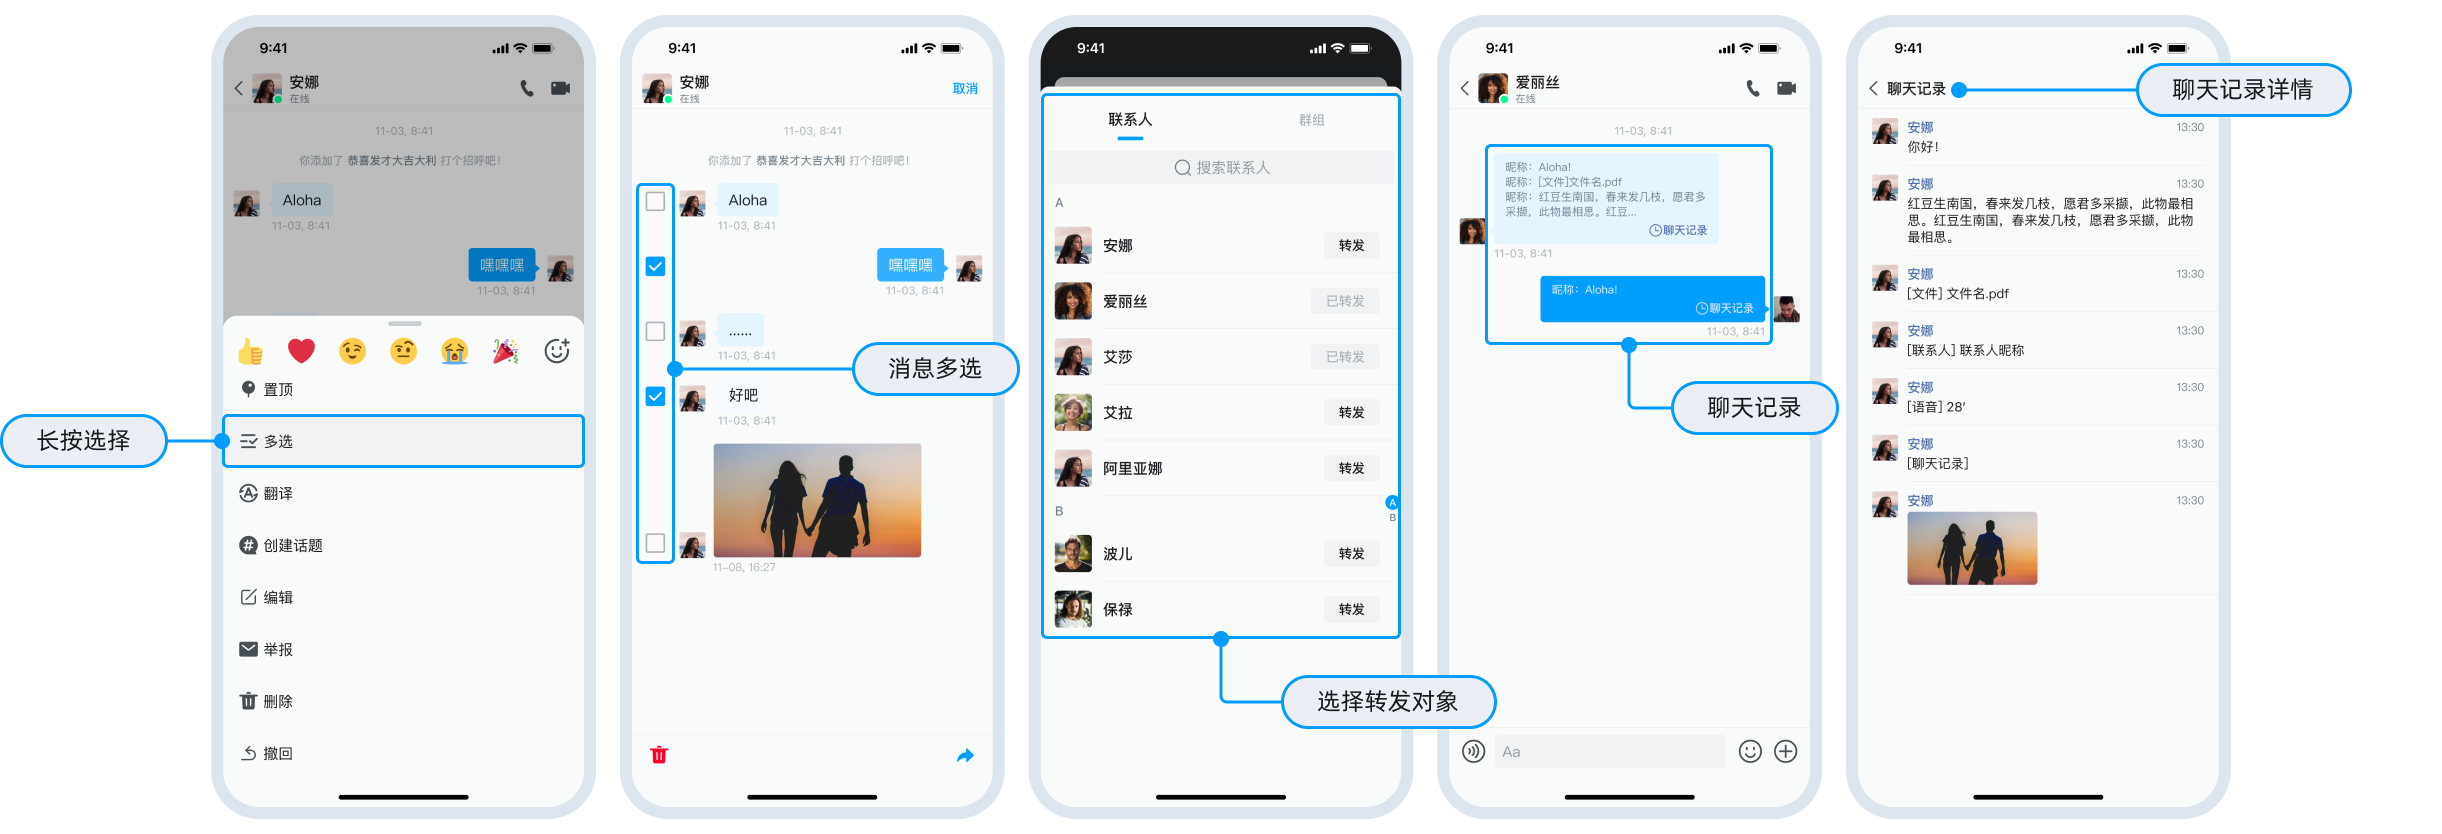 长按选择
9:41
安娜
在线
11-03, 8:41
你添加了 恭喜发才大吉大利 打个招呼吧！
Aloha
11-03, 8:41
嘿嘿嘿
11-03, 8:41
置顶
多选
翻译
创建话题
编辑
举报
删除
撤回
9:41
安娜
在线
取消
11-03, 8:41
你添加了 恭喜发才大吉大利 打个招呼吧！
Aloha
11-03, 8:41
嘿嘿嘿
11-03, 8:41
......
11-03, 8:41
消息多选
好吧
11-03, 8:41
11-08, 16:27
9:41
联系人
群组
搜索联系人
A
安娜
转发
爱丽丝
已转发
艾莎
已转发
艾拉
转发
阿里亚娜
转发
A
B
B
波儿
转发
保禄
转发
选择转发对象
9:41
爱丽丝
在线
11-03, 8:41
昵称：Aloha!
昵称：[文件]文件名.pdf
昵称：红豆生南国，春来发几枝，愿君多
采撷，此物最相思。红豆...
聊天记录
11-03, 8:41
昵称：Aloha!
聊天记录
11-03, 8:41
聊天记录
Aa
9:41
聊天记录
聊天记录详情
安娜
13:30
你好！
安娜
13:30
红豆生南国，春来发几枝，愿君多采撷，此物最相
思。红豆生南国，春来发几枝，愿君多采撷，此物
最相思。
安娜
13:30
[文件] 文件名.pdf
安娜
13:30
[联系人] 联系人昵称
安娜
13:30
[语音] 28'
安娜
13:30
[聊天记录]
安娜
13:30